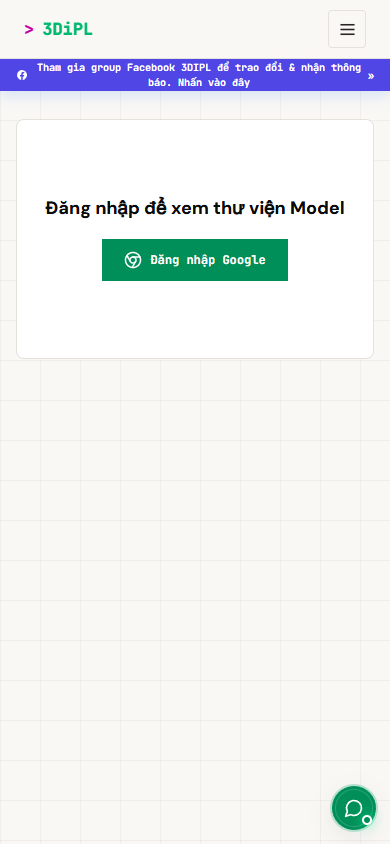 > 3DiPL
Tham gia group Facebook 3DIPL để trao đổi & nhận thông
báo. Nhấn vào đây
»
Đăng nhập để xem thư viện Model
Đăng nhập Google